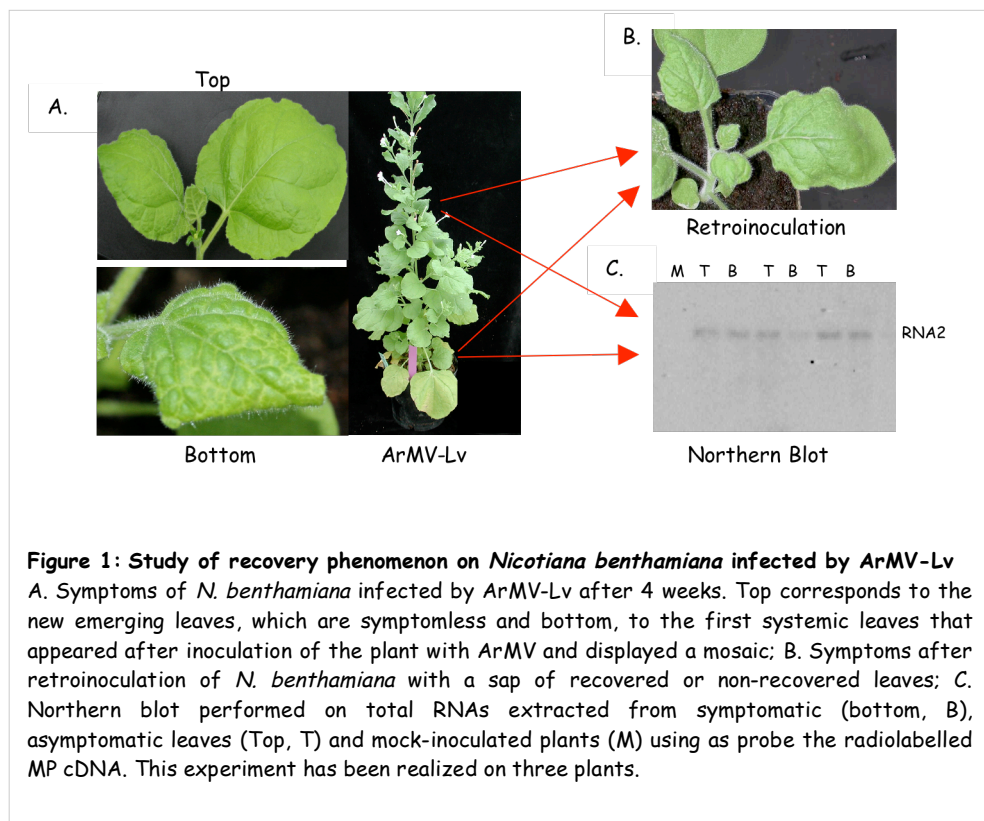 Top
A.
Bottom
ArMV-Lv
B.
Retroinoculation
C.
M T B T B T B
RNA2
Northern Blot
Figure 1: Study of recovery phenomenon on Nicotiana benthamiana infected by ArMV-Lv
A. Symptoms of N. benthamiana infected by ArMV-Lv after 4 weeks. Top corresponds to the
new emerging leaves, which are symptomless and bottom, to the first systemic leaves that
appeared after inoculation of the plant with ArMV and displayed a mosaic; B. Symptoms after
retroinoculation of N. benthamiana with a sap of recovered or non-recovered leaves; C.
Northern blot performed on total RNAs extracted from symptomatic (bottom, B),
asymptomatic leaves (Top, T) and mock-inoculated plants (M) using as probe the radiolabelled
MP cDNA. This experiment has been realized on three plants.